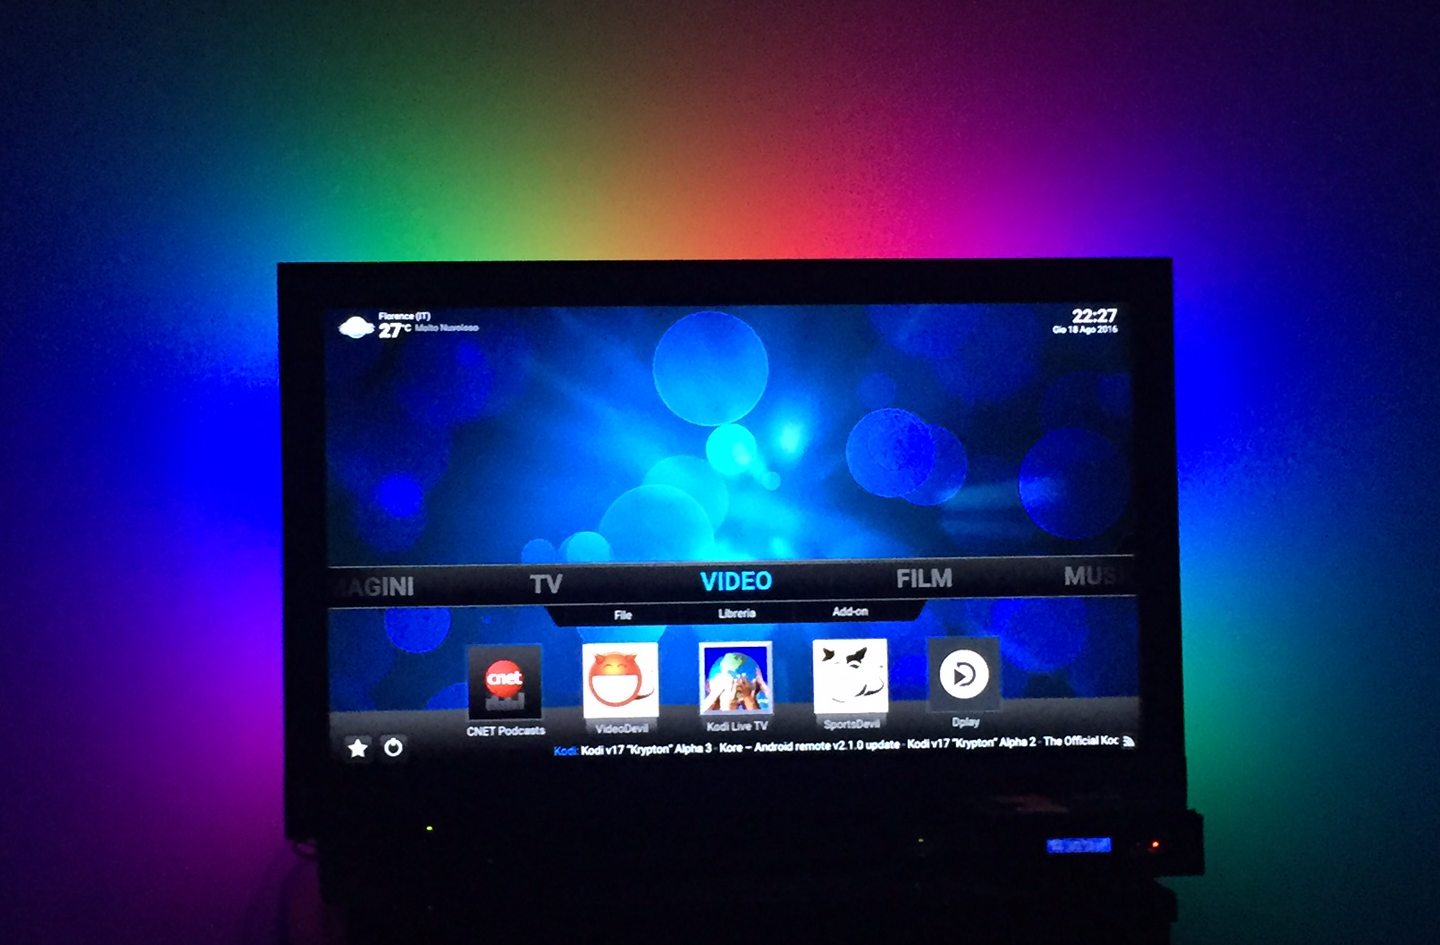 Florence (IT)
27°C Molto Nuvoloso
22:27
Gio 18 Ago 2016
MAGINI TV VIDEO FILM MUS
File Libreria Add-on
cnet
CNET Podcasts VideoDevil Kodi Live TV SportsDevil Dplay
Kodi: Kodi v17 "Krypton" Alpha 3 · Kore – Android remote v2.1.0 update · Kodi v17 "Krypton" Alpha 2 · The Official Koc